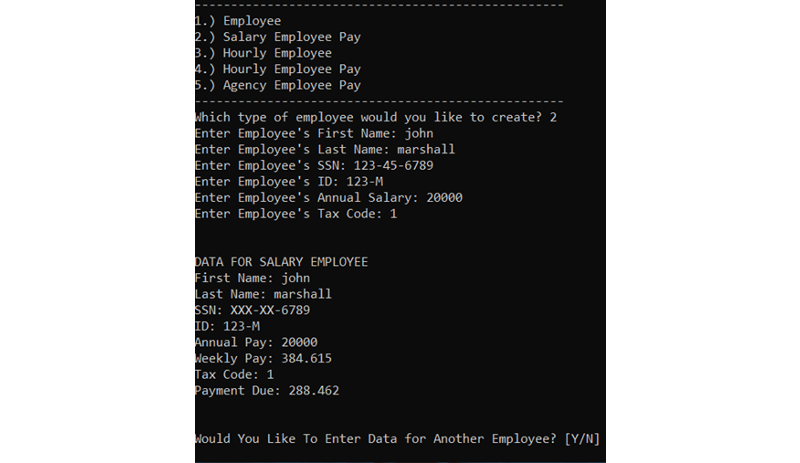 ---------------------------------------------------
1.) Employee
2.) Salary Employee Pay
3.) Hourly Employee
4.) Hourly Employee Pay
5.) Agency Employee Pay
---------------------------------------------------
Which type of employee would you like to create? 2
Enter Employee's First Name: john
Enter Employee's Last Name: marshall
Enter Employee's SSN: 123-45-6789
Enter Employee's ID: 123-M
Enter Employee's Annual Salary: 20000
Enter Employee's Tax Code: 1
DATA FOR SALARY EMPLOYEE
First Name: john
Last Name: marshall
SSN: XXX-XX-6789
ID: 123-M
Annual Pay: 20000
Weekly Pay: 384.615
Tax Code: 1
Payment Due: 288.462
Would You Like To Enter Data for Another Employee? [Y/N]